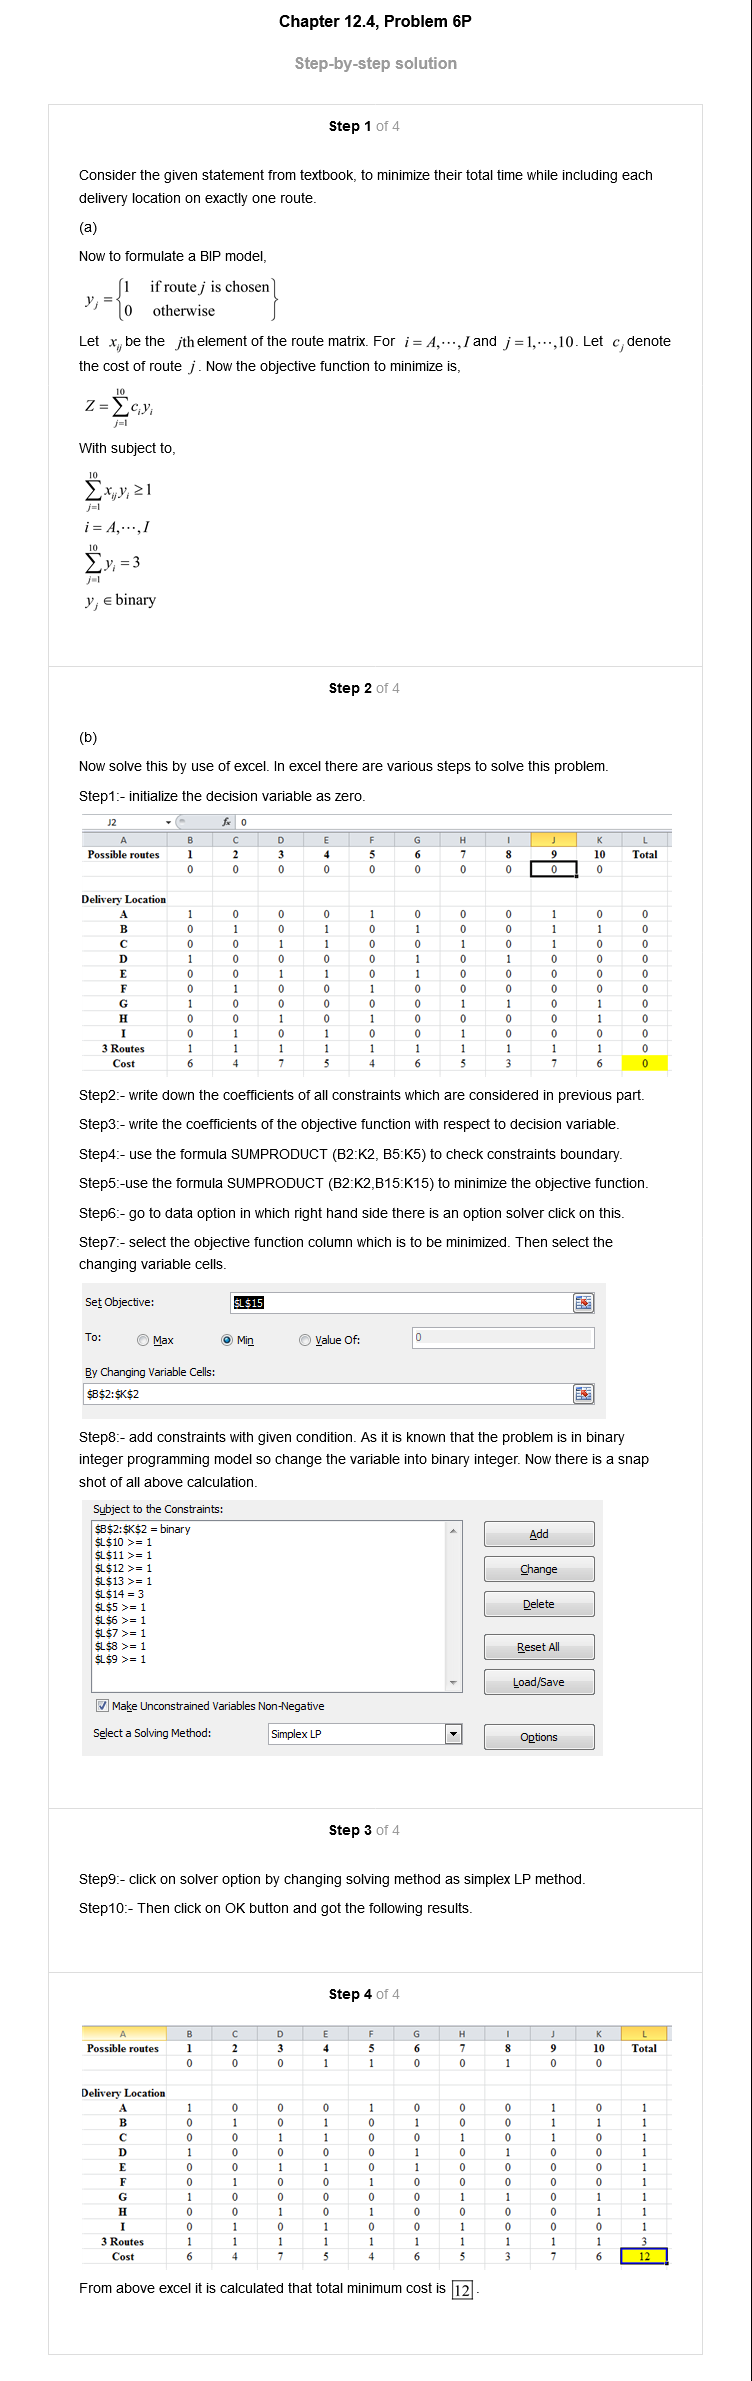 Chapter 12.4, Problem 6P
Step-by-step solution
Step 1 of 4
Consider the given statement from textbook, to minimize their total time while including each
delivery location on exactly one route.
(a)
Now to formulate a BIP model,
y_j = {1 if route j is chosen
0 otherwise}
Let x_ij be the jth element of the route matrix. For i = A,⋯,I and j = 1,⋯,10. Let c_j denote
the cost of route j. Now the objective function to minimize is,
Z = ∑_{j=1}^{10} c_i y_i
With subject to,
∑_{j=1}^{10} x_ij y_i ≥ 1
i = A,⋯,I
∑_{j=1}^{10} y_i = 3
y_j ∈ binary
Step 2 of 4
(b)
Now solve this by use of excel. In excel there are various steps to solve this problem.
Step1:- initialize the decision variable as zero.
J2 fx 0
A B C D E F G H I J K L
Possible routes 1 2 3 4 5 6 7 8 9 10 Total
0 0 0 0 0 0 0 0 0 0
Delivery Location
A 1 0 0 0 1 0 0 0 1 0 0
B 0 1 0 1 0 1 0 0 1 1 0
C 0 0 1 1 0 0 1 0 1 0 0
D 1 0 0 0 0 1 0 1 0 0 0
E 0 0 1 1 0 1 0 0 0 0 0
F 0 1 0 0 1 0 0 0 0 0 0
G 1 0 0 0 0 0 1 1 0 1 0
H 0 0 1 0 1 0 0 0 0 1 0
I 0 1 0 1 0 0 1 0 0 0 0
3 Routes 1 1 1 1 1 1 1 1 1 1 0
Cost 6 4 7 5 4 6 5 3 7 6 0
Step2:- write down the coefficients of all constraints which are considered in previous part.
Step3:- write the coefficients of the objective function with respect to decision variable.
Step4:- use the formula SUMPRODUCT (B2:K2, B5:K5) to check constraints boundary.
Step5:-use the formula SUMPRODUCT (B2:K2,B15:K15) to minimize the objective function.
Step6:- go to data option in which right hand side there is an option solver click on this.
Step7:- select the objective function column which is to be minimized. Then select the
changing variable cells.
Set Objective: $L$15
To: Max Min Value Of: 0
By Changing Variable Cells:
$B$2:$K$2
Step8:- add constraints with given condition. As it is known that the problem is in binary
integer programming model so change the variable into binary integer. Now there is a snap
shot of all above calculation.
Subject to the Constraints:
$B$2:$K$2 = binary
$L$10 >= 1
$L$11 >= 1
$L$12 >= 1
$L$13 >= 1
$L$14 = 3
$L$5 >= 1
$L$6 >= 1
$L$7 >= 1
$L$8 >= 1
$L$9 >= 1
Add
Change
Delete
Reset All
Load/Save
Make Unconstrained Variables Non-Negative
Select a Solving Method: Simplex LP Options
Step 3 of 4
Step9:- click on solver option by changing solving method as simplex LP method.
Step10:- Then click on OK button and got the following results.
Step 4 of 4
A B C D E F G H I J K L
Possible routes 1 2 3 4 5 6 7 8 9 10 Total
0 0 0 1 1 0 0 1 0 0
Delivery Location
A 1 0 0 0 1 0 0 0 1 0 1
B 0 1 0 1 0 1 0 0 1 1 1
C 0 0 1 1 0 0 1 0 1 0 1
D 1 0 0 0 0 1 0 1 0 0 1
E 0 0 1 1 0 1 0 0 0 0 1
F 0 1 0 0 1 0 0 0 0 0 1
G 1 0 0 0 0 0 1 1 0 1 1
H 0 0 1 0 1 0 0 0 0 1 1
I 0 1 0 1 0 0 1 0 0 0 1
3 Routes 1 1 1 1 1 1 1 1 1 1 3
Cost 6 4 7 5 4 6 5 3 7 6 12
From above excel it is calculated that total minimum cost is 12.